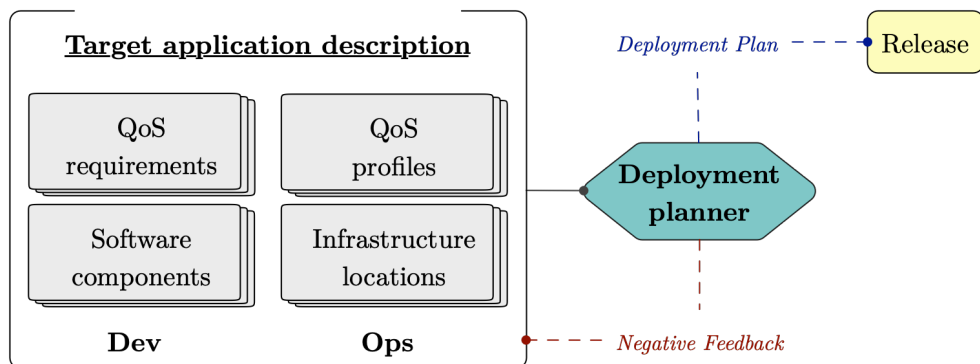 Target application description
QoS
requirements
QoS
profiles
Software
components
Infrastructure
locations
Dev
Ops
Deployment Plan
Release
Deployment
planner
Negative Feedback